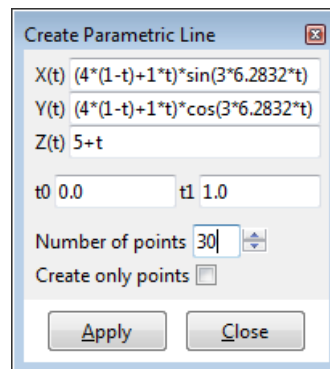 Create Parametric Line
X(t) (4*(1-t)+1*t)*sin(3*6.2832*t)
Y(t) (4*(1-t)+1*t)*cos(3*6.2832*t)
Z(t) 5+t
t0 0.0 t1 1.0
Number of points 30
Create only points
Apply Close